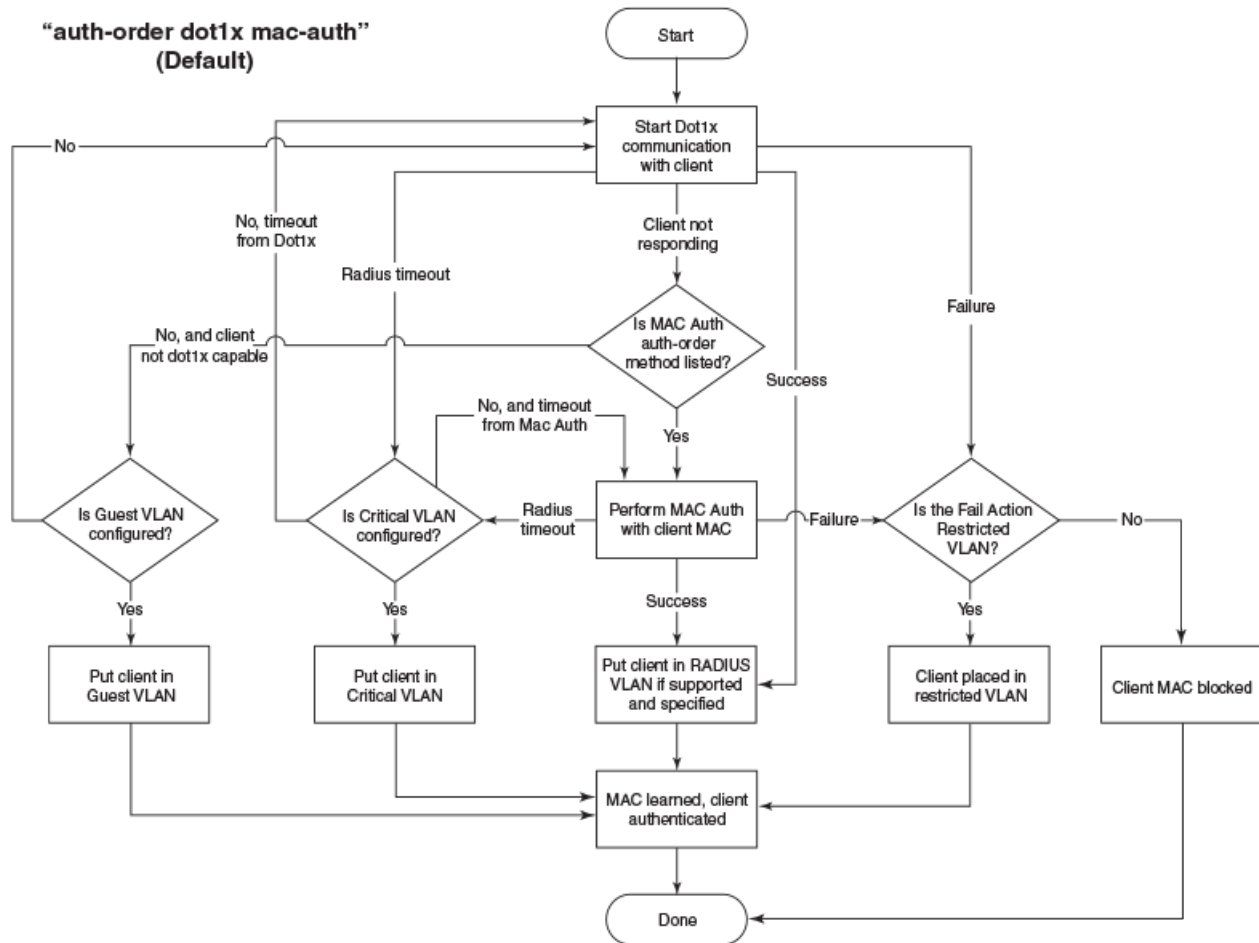 “auth-order dot1x mac-auth”
(Default)
Start
Start Dot1x
communication
with client
No
No, timeout
from Dot1x
Client not
responding
Radius timeout
Failure
No, and client
not dot1x capable
Is MAC Auth
auth-order
method listed?
Success
No, and timeout
from Mac Auth
Yes
Is Guest VLAN
configured?
Is Critical VLAN
configured?
Radius
timeout
Perform MAC Auth
with client MAC
Failure
Is the Fail Action
Restricted
VLAN?
No
Yes
Yes
Success
Yes
Put client in
Guest VLAN
Put client in
Critical VLAN
Put client in RADIUS
VLAN if supported
and specified
Client placed in
restricted VLAN
Client MAC blocked
MAC learned, client
authenticated
Done